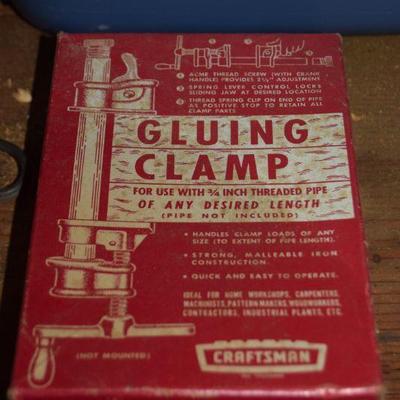 ACME THREAD SCREW (WITH CRANK
HANDLE) PROVIDES 2½" ADJUSTMENT
SPRING LEVER CONTROL LOCKS
SLIDING JAW AT DESIRED LOCATION
THREAD SPRING CLIP ON END OF PIPE
AS POSITIVE STOP TO RETAIN ALL
CLAMP PARTS
GLUING
CLAMP
FOR USE WITH ¾ INCH THREADED PIPE
OF ANY DESIRED LENGTH
(PIPE NOT INCLUDED)
• HANDLES CLAMP LOADS OF ANY
SIZE (TO EXTENT OF PIPE LENGTH).
• STRONG, MALLEABLE IRON
CONSTRUCTION.
• QUICK AND EASY TO OPERATE.
IDEAL FOR HOME WORKSHOPS, CARPENTERS,
MACHINISTS, PATTERN MAKERS, WOODWORKERS,
CONTRACTORS, INDUSTRIAL PLANTS, ETC.
(NOT MOUNTED)
CRAFTSMAN